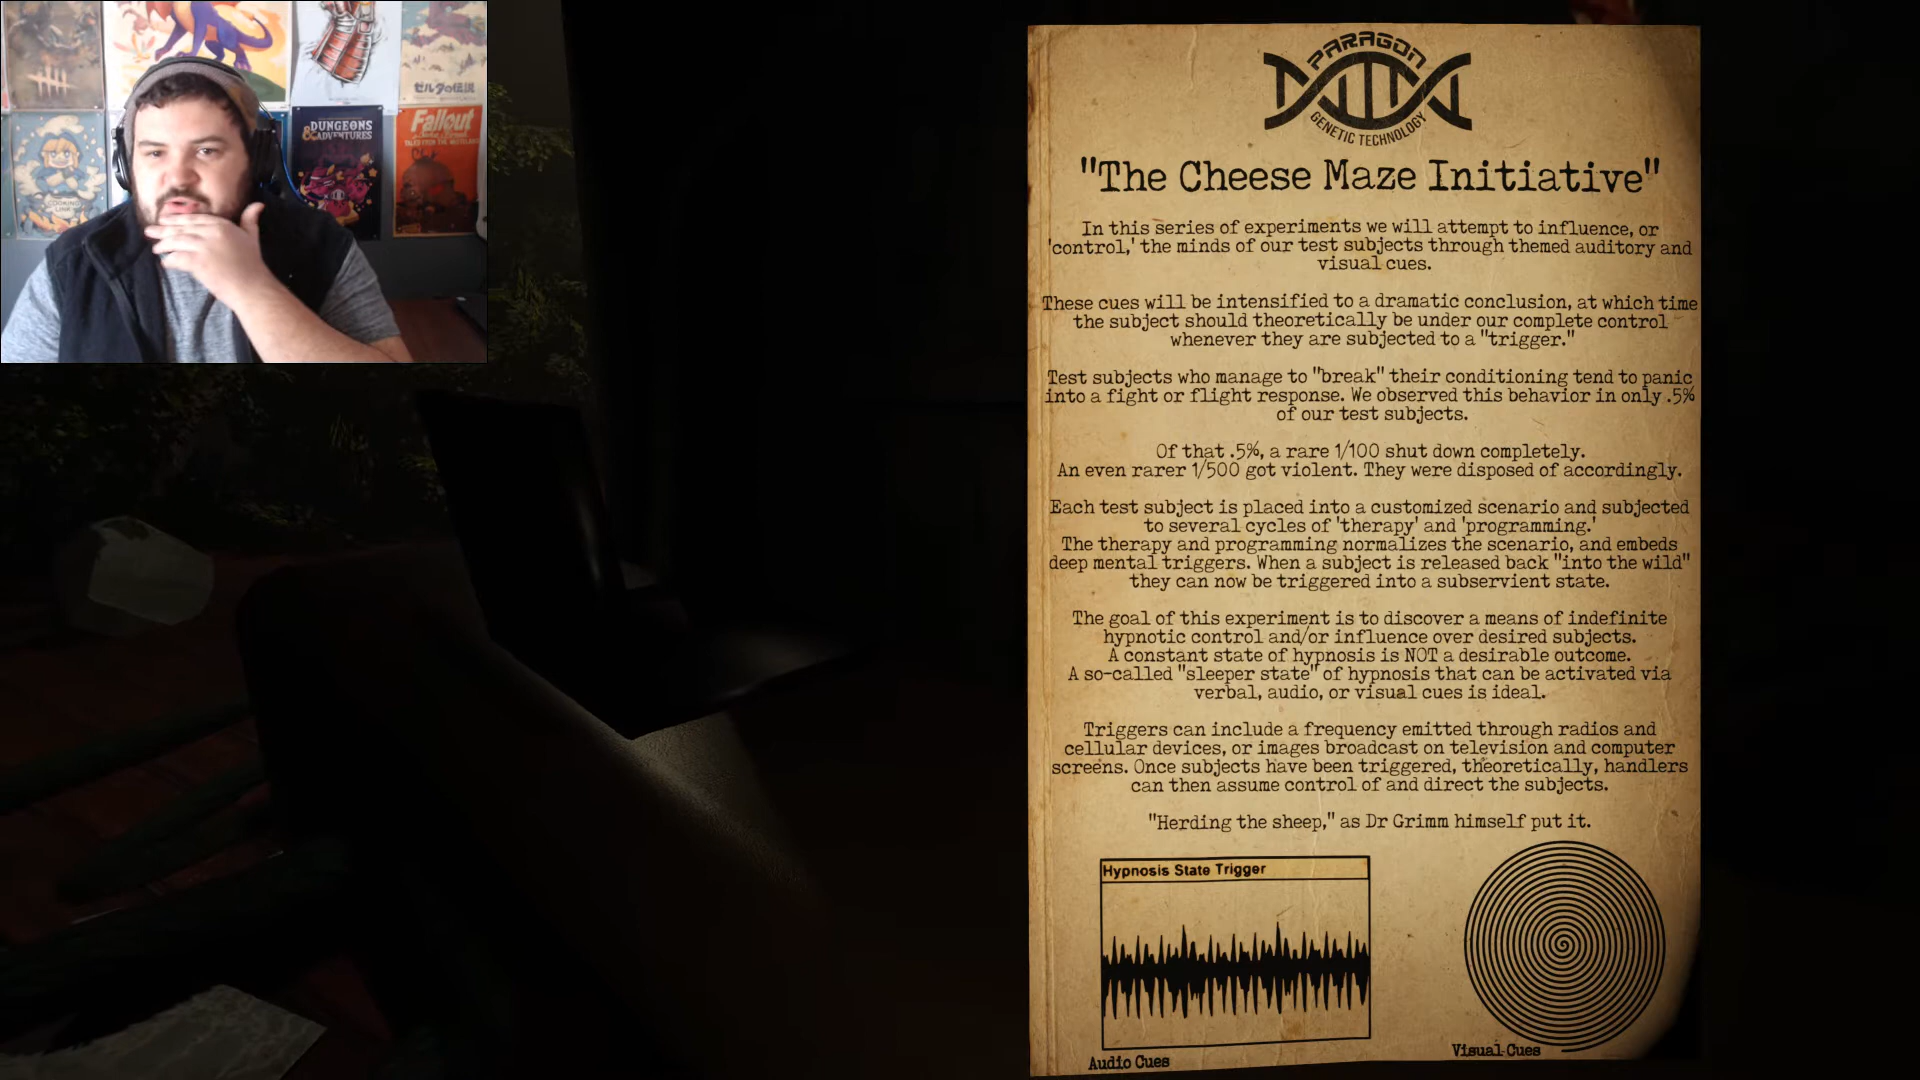 ゼルダの伝説
DUNGEONS
& ADVENTURES
Fallout
TALES FROM THE WASTELAND
COOKING
LINK
PARAGON
GENETIC TECHNOLOGY
"The Cheese Maze Initiative"
In this series of experiments we will attempt to influence, or
'control,' the minds of our test subjects through themed auditory and
visual cues.
These cues will be intensified to a dramatic conclusion, at which time
the subject should theoretically be under our complete control
whenever they are subjected to a "trigger."
Test subjects who manage to "break" their conditioning tend to panic
into a fight or flight response. We observed this behavior in only .5%
of our test subjects.
Of that .5%, a rare 1/100 shut down completely.
An even rarer 1/500 got violent. They were disposed of accordingly.
Each test subject is placed into a customized scenario and subjected
to several cycles of 'therapy' and 'programming.'
The therapy and programming normalizes the scenario, and embeds
deep mental triggers. When a subject is released back "into the wild"
they can now be triggered into a subservient state.
The goal of this experiment is to discover a means of indefinite
hypnotic control and/or influence over desired subjects.
A constant state of hypnosis is NOT a desirable outcome.
A so-called "sleeper state" of hypnosis that can be activated via
verbal, audio, or visual cues is ideal.
Triggers can include a frequency emitted through radios and
cellular devices, or images broadcast on television and computer
screens. Once subjects have been triggered, theoretically, handlers
can then assume control of and direct the subjects.
"Herding the sheep," as Dr Grimm himself put it.
Hypnosis State Trigger
Audio Cues
Visual Cues